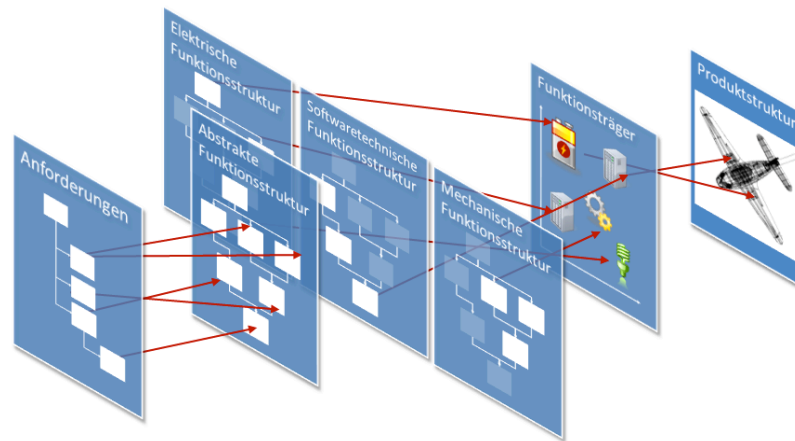 Anforderungen
Elektrische
Funktionsstruktur
Abstrakte
Funktionsstruktur
Softwaretechnische
Funktionsstruktur
Mechanische
Funktionsstruktur
Funktionsträger
Produktstruktur